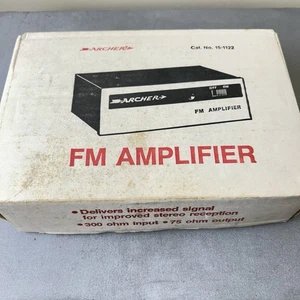 ARCHER
Cat. No. 15-1122
OFF ON
ARCHER
FM AMPLIFIER
FM AMPLIFIER
• Delivers increased signal
for improved stereo reception
• 300 ohm input • 75 ohm output